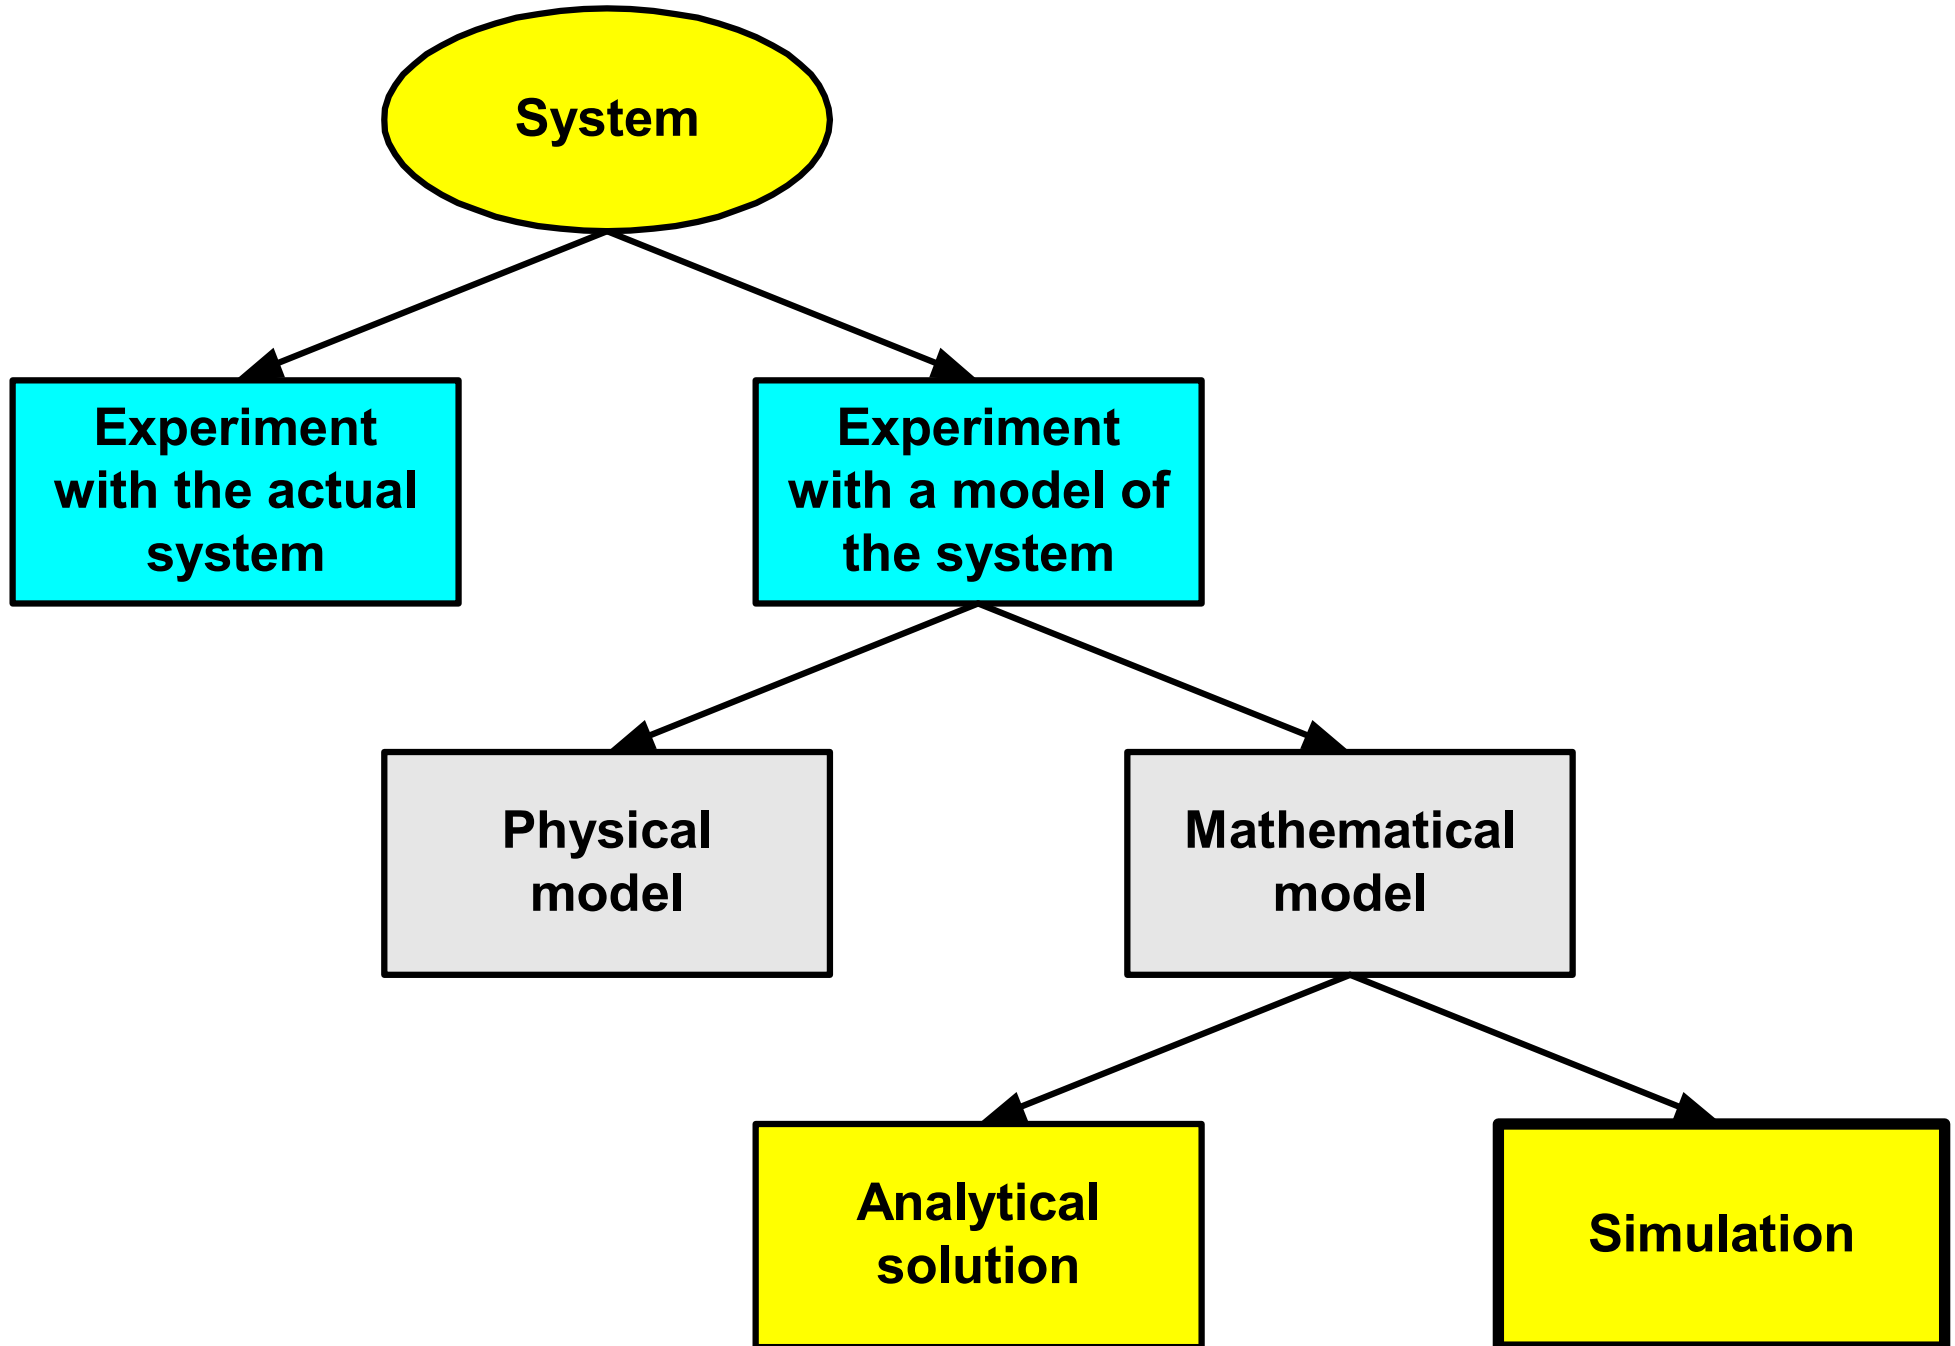 System
Experiment
with the actual
system
Experiment
with a model of
the system
Physical
model
Mathematical
model
Analytical
solution
Simulation